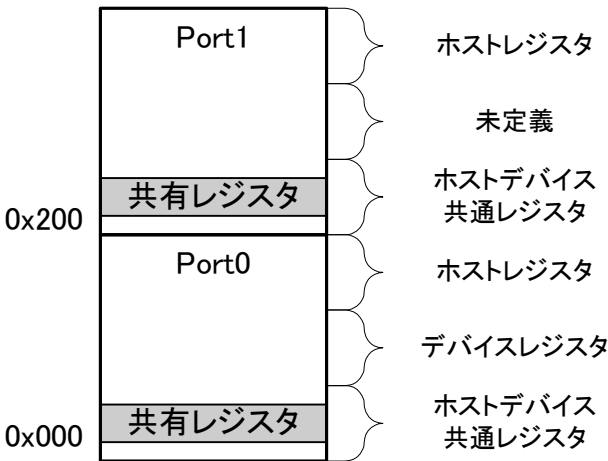 Port1
ホストレジスタ
未定義
共有レジスタ
ホストデバイス
共通レジスタ
0x200
Port0
ホストレジスタ
デバイスレジスタ
共有レジスタ
ホストデバイス
共通レジスタ
0x000